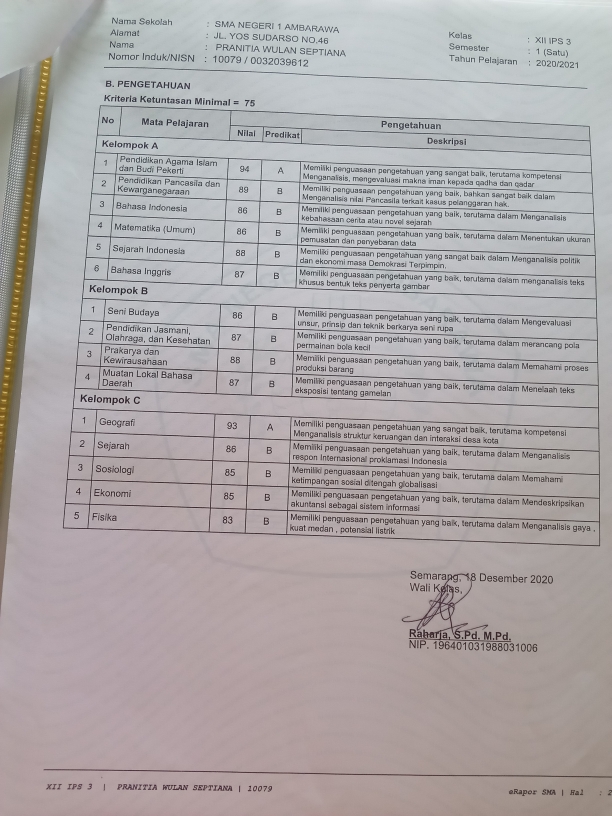 Nama Sekolah : SMA NEGERI 1 AMBARAWA
Alamat : JL. YOS SUDARSO NO.46
Nama : PRANITIA WULAN SEPTIANA
Nomor Induk/NISN : 10079 / 0032039612
Kelas : XII IPS 3
Semester : 1 (Satu)
Tahun Pelajaran : 2020/2021
B. PENGETAHUAN
Kriteria Ketuntasan Minimal = 75
No Mata Pelajaran Pengetahuan
Nilai Predikat Deskripsi
Kelompok A
1 Pendidikan Agama Islam dan Budi Pekerti 94 A Memiliki penguasaan pengetahuan yang sangat baik, terutama kompetensi
Menganalisis, mengevaluasi makna iman kepada qadha dan qadar
2 Pendidikan Pancasila dan Kewarganegaraan 89 B Memiliki penguasaan pengetahuan yang baik, bahkan sangat baik dalam
Menganalisis nilai Pancasila terkait kasus pelanggaran hak.
3 Bahasa Indonesia 86 B Memiliki penguasaan pengetahuan yang baik, terutama dalam Menganalisis
kebahasaan cerita atau novel sejarah
4 Matematika (Umum) 86 B Memiliki penguasaan pengetahuan yang baik, terutama dalam Menentukan ukuran
pemusatan dan penyebaran data
5 Sejarah Indonesia 88 B Memiliki penguasaan pengetahuan yang sangat baik dalam Menganalisis politik
dan ekonomi masa Demokrasi Terpimpin.
6 Bahasa Inggris 87 B Memiliki penguasaan pengetahuan yang baik, terutama dalam menganalisis teks
khusus bentuk teks penyerta gambar
Kelompok B
1 Seni Budaya 86 B Memiliki penguasaan pengetahuan yang baik, terutama dalam Mengevaluasi
unsur, prinsip dan teknik berkarya seni rupa
2 Pendidikan Jasmani, Olahraga, dan Kesehatan 87 B Memiliki penguasaan pengetahuan yang baik, terutama dalam merancang pola
permainan bola kecil
3 Prakarya dan Kewirausahaan 88 B Memiliki penguasaan pengetahuan yang baik, terutama dalam Memahami proses
produksi barang
4 Muatan Lokal Bahasa Daerah 87 B Memiliki penguasaan pengetahuan yang baik, terutama dalam Menelaah teks
eksposisi tentang gamelan
Kelompok C
1 Geografi 93 A Memiliki penguasaan pengetahuan yang sangat baik, terutama kompetensi
Menganalisis struktur keruangan dan interaksi desa kota
2 Sejarah 86 B Memiliki penguasaan pengetahuan yang baik, terutama dalam Menganalisis
respon Internasional proklamasi Indonesia
3 Sosiologi 85 B Memiliki penguasaan pengetahuan yang baik, terutama dalam Memahami
ketimpangan sosial ditengah globalisasi
4 Ekonomi 85 B Memiliki penguasaan pengetahuan yang baik, terutama dalam Mendeskripsikan
akuntansi sebagai sistem informasi
5 Fisika 83 B Memiliki penguasaan pengetahuan yang baik, terutama dalam Menganalisis gaya ,
kuat medan , potensial listrik
Semarang, 18 Desember 2020
Wali Kelas,
Raharja, S.Pd. M.Pd.
NIP. 196401031988031006
XII IPS 3 | PRANITIA WULAN SEPTIANA | 10079
eRapor SMA | Hal : 2